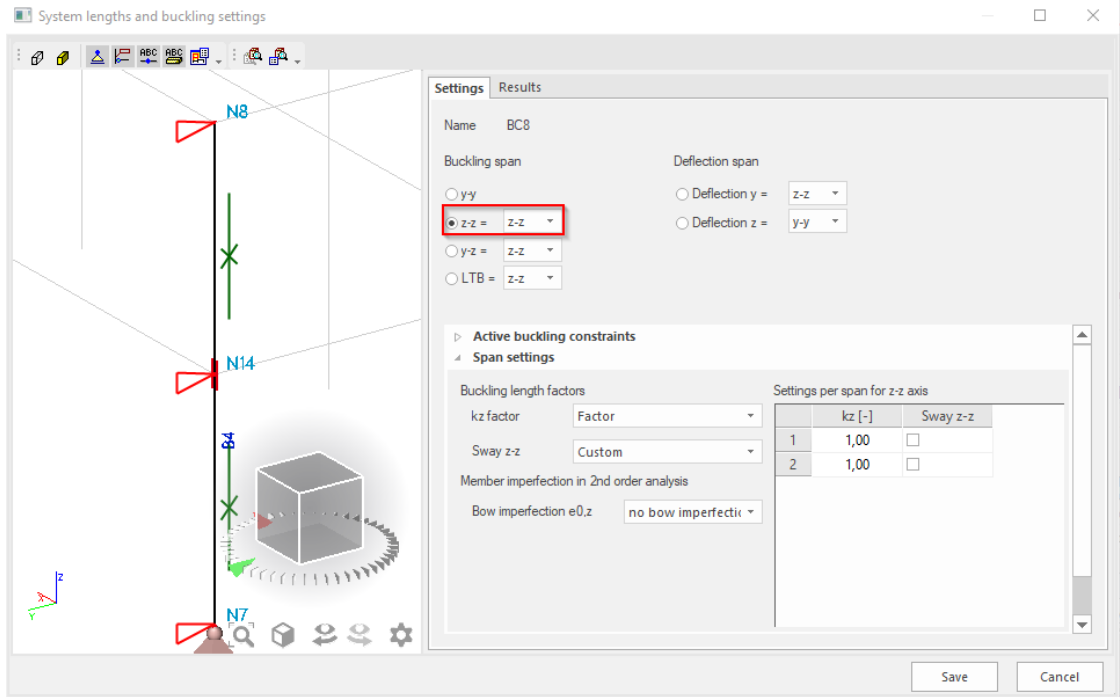 System lengths and buckling settings
ABC
ABC
N8
N14
B4
N7
z
x
Y
Settings
Results
Name BC8
Buckling span
Deflection span
y-y
Deflection y = z-z
z-z = z-z
Deflection z = y-y
y-z = z-z
LTB = z-z
Active buckling constraints
Span settings
Buckling length factors
Settings per span for z-z axis
kz factor Factor
kz [-] Sway z-z
1 1,00
Sway z-z Custom
2 1,00
Member imperfection in 2nd order analysis
Bow imperfection e0,z no bow imperfectic
Save
Cancel